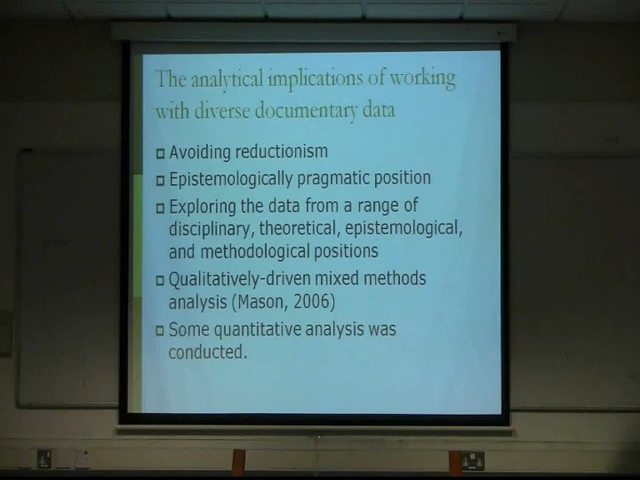 The analytical implications of working
with diverse documentary data
Avoiding reductionism
Epistemologically pragmatic position
Exploring the data from a range of
disciplinary, theoretical, epistemological,
and methodological positions
Qualitatively-driven mixed methods
analysis (Mason, 2006)
Some quantitative analysis was
conducted.